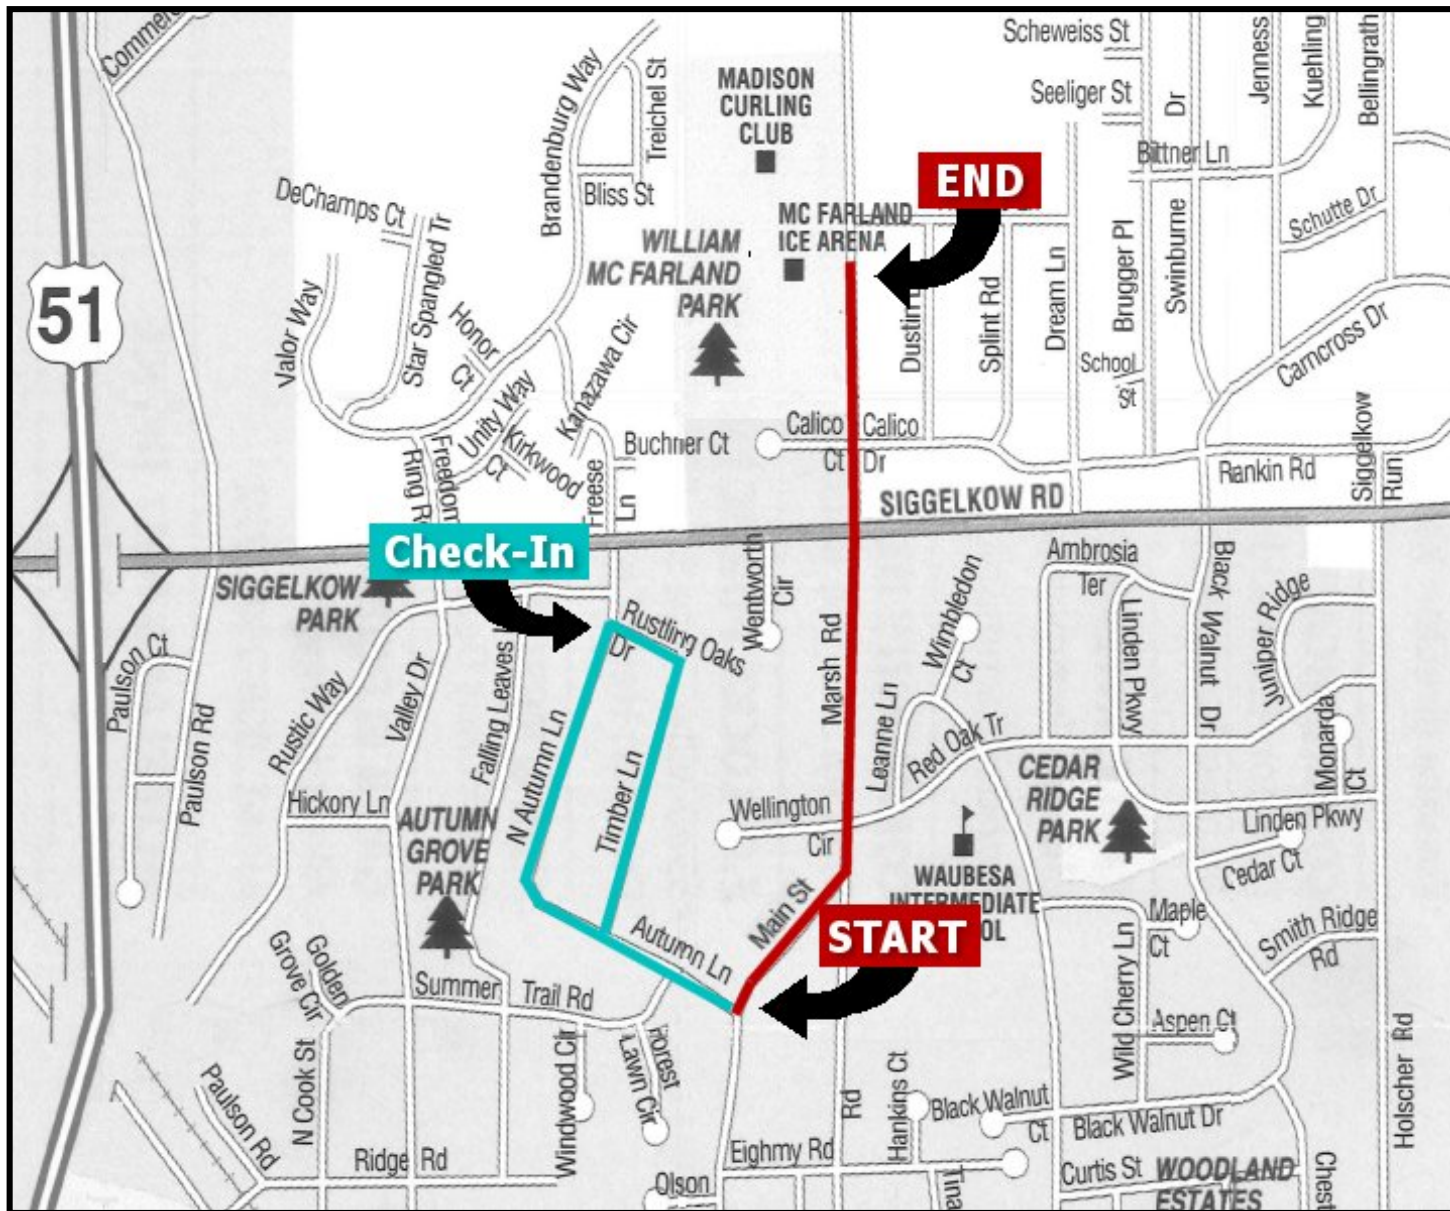 Commerc
Brandenburg Way
Treichel St
Bliss St
MADISON
CURLING
CLUB
Scheweiss St
Seeliger St
Dr
Jenness
Kuehling
Bellingrath
Bittner Ln
END
DeChamps Ct
Star Spangled Tr
Valor Way
51
Honor
Ct
WILLIAM
MC FARLAND
PARK
MC FARLAND
ICE ARENA
Dustin
Splint Rd
Dream Ln
Brugger Pl
Swinburne
Schutte Dr
Carncross Dr
School
St
Unity Way
Kirkwood
Ct
Kanazawa Cir
Buchner Ct
Calico
Ct
Calico
Dr
Rankin Rd
Siggelkow
Run
Freedom
Ring Rd
Freese
Ln
SIGGELKOW RD
Check-In
SIGGELKOW
PARK
Rustling Oaks
Dr
Wentworth
Cir
Marsh Rd
Wimbledon
Ct
Ambrosia
Ter
Linden Pkwy
Black Walnut Dr
Juniper Ridge
Paulson Ct
Paulson Rd
Rustic Way
Valley Dr
Falling Leaves
N Autumn Ln
Timber Ln
Leanne Ln
Red Oak Tr
Monarda
Ct
Hickory Ln
AUTUMN
GROVE
PARK
Wellington
Cir
CEDAR
RIDGE
PARK
Linden Pkwy
Cedar Ct
WAUBESA
INTERMEDIATE
OL
Main St
START
Autumn Ln
Maple
Ct
Smith Ridge
Rd
Golden
Grove Cir
Summer Trail Rd
Wild Cherry Ln
Aspen Ct
N Cook St
Windwood Cir
Forest
Lawn Cir
Rd
Hankins Ct
Black Walnut
Ct
Black Walnut Dr
Holscher Rd
Paulson Rd
Ridge Rd
Eighmy Rd
Olson
Tina
Curtis St
WOODLAND
ESTATES
Chest